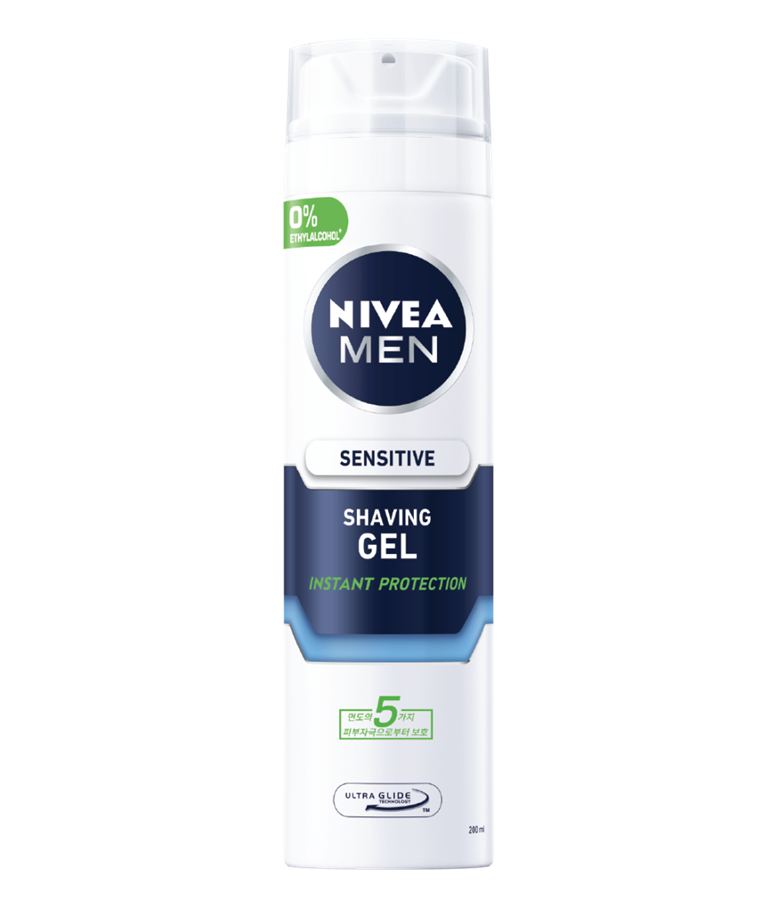 0%
ETHYLALCOHOL*
NIVEA
MEN
SENSITIVE
SHAVING
GEL
INSTANT PROTECTION
면도의 5가지
피부자극으로부터 보호
ULTRA GLIDE
TECHNOLOGY
TM
200 ml